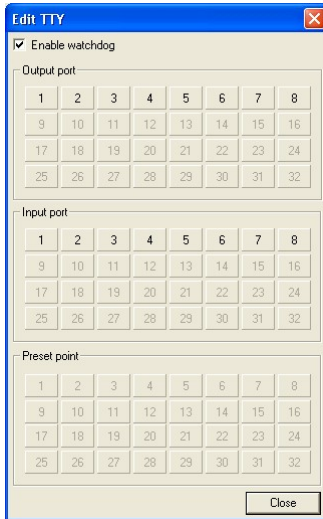 Edit TTY
Enable watchdog
Output port
1 2 3 4 5 6 7 8
9 10 11 12 13 14 15 16
17 18 19 20 21 22 23 24
25 26 27 28 29 30 31 32
Input port
1 2 3 4 5 6 7 8
9 10 11 12 13 14 15 16
17 18 19 20 21 22 23 24
25 26 27 28 29 30 31 32
Preset point
1 2 3 4 5 6 7 8
9 10 11 12 13 14 15 16
17 18 19 20 21 22 23 24
25 26 27 28 29 30 31 32
Close